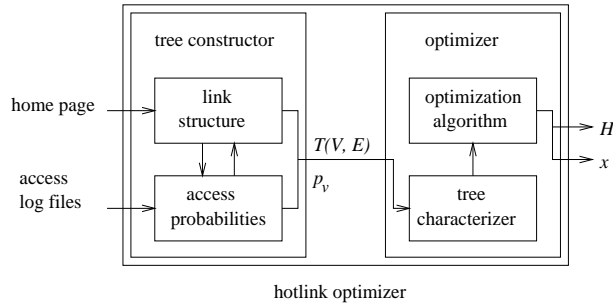 tree constructor
optimizer
home page
link
structure
optimization
algorithm
T(V, E)
p_v
H
x
access
log files
access
probabilities
tree
characterizer
hotlink optimizer